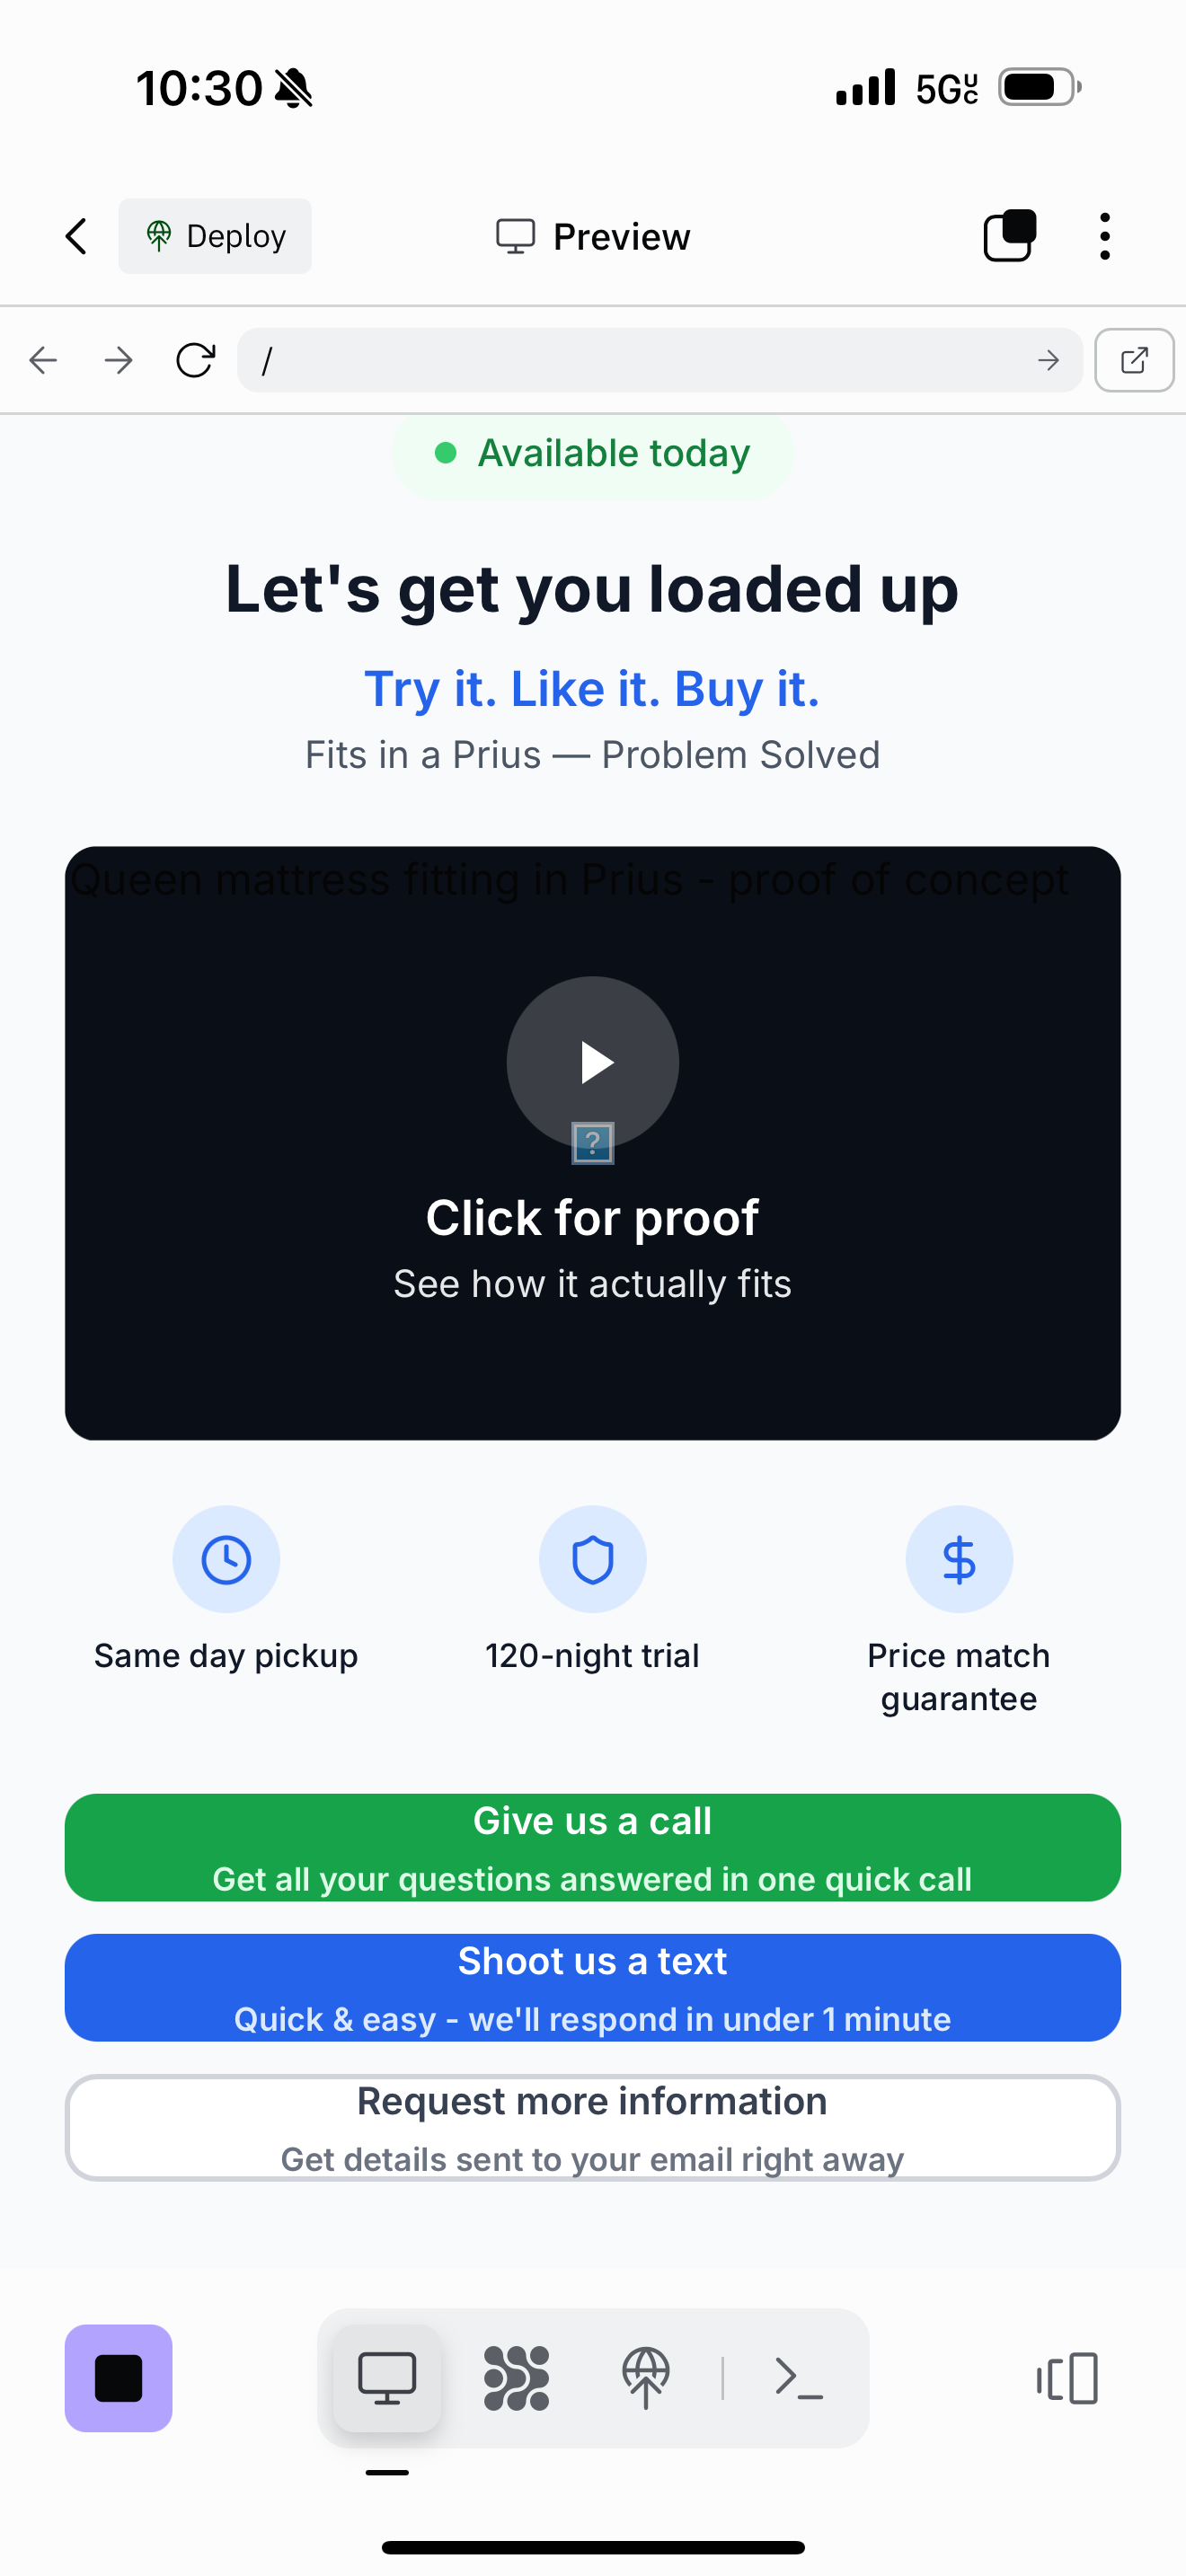 10:30
5GUC
Deploy
Preview
/
Available today
Let's get you loaded up
Try it. Like it. Buy it.
Fits in a Prius — Problem Solved
Queen mattress fitting in Prius - proof of concept
?
Click for proof
See how it actually fits
Same day pickup
120-night trial
Price match
guarantee
Give us a call
Get all your questions answered in one quick call
Shoot us a text
Quick & easy - we'll respond in under 1 minute
Request more information
Get details sent to your email right away